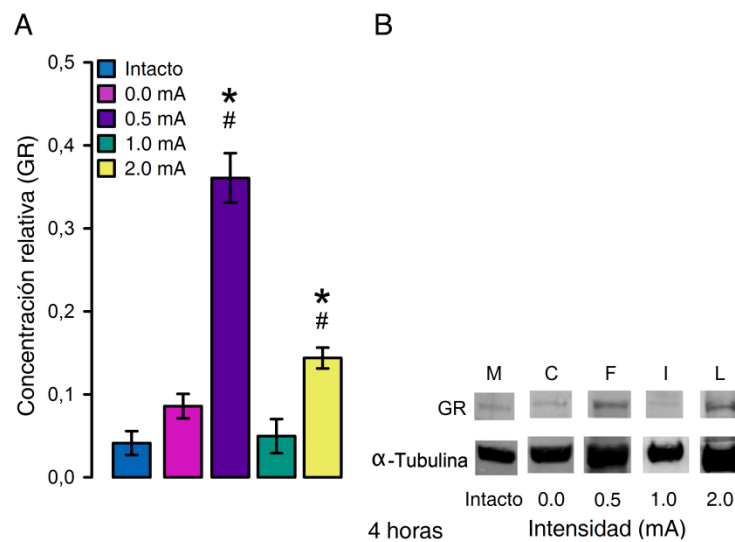 A
Concentración relativa (GR)
0,5
0,4
0,3
0,2
0,1
0,0
Intacto
0.0 mA
0.5 mA
1.0 mA
2.0 mA
*
#
*
#
B
M C F I L
GR
α-Tubulina
Intacto 0.0 0.5 1.0 2.0
4 horas Intensidad (mA)